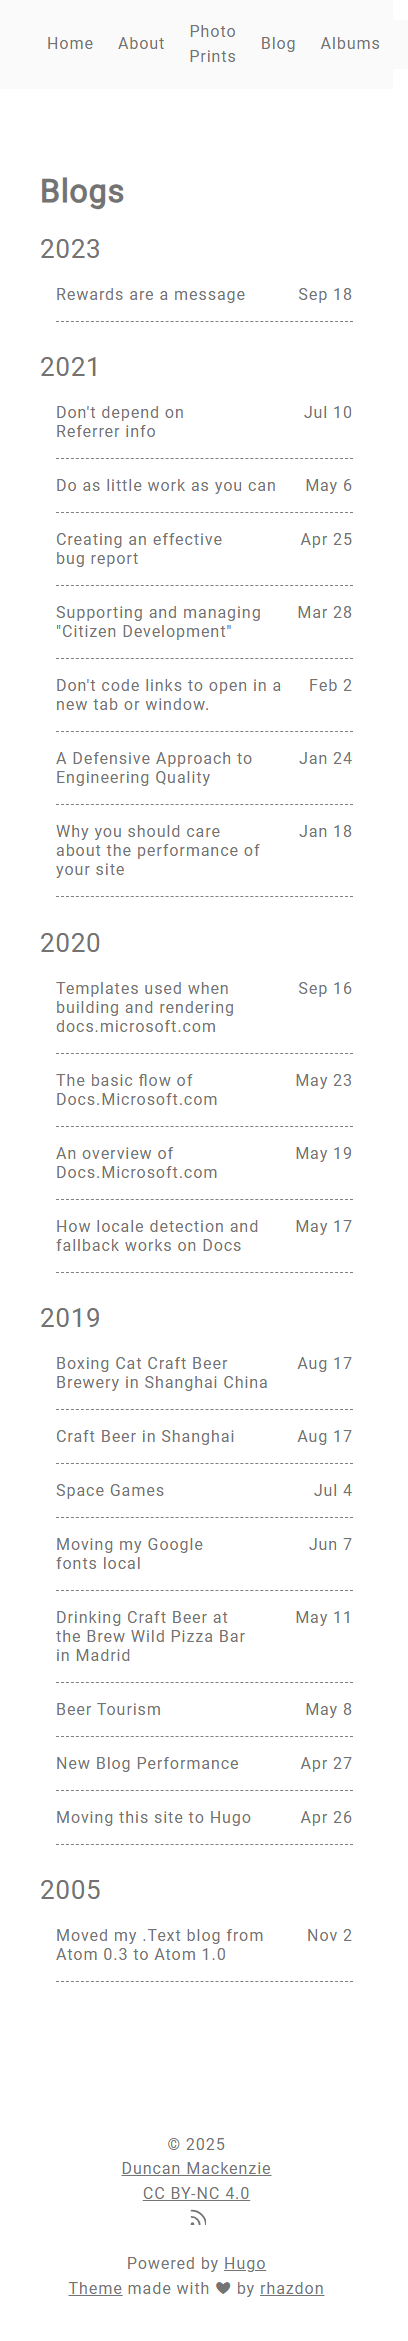 Home About Photo Prints Blog Albums
Blogs
2023
Rewards are a message Sep 18
2021
Don't depend on Jul 10
Referrer info
Do as little work as you can May 6
Creating an effective Apr 25
bug report
Supporting and managing Mar 28
"Citizen Development"
Don't code links to open in a Feb 2
new tab or window.
A Defensive Approach to Jan 24
Engineering Quality
Why you should care Jan 18
about the performance of
your site
2020
Templates used when Sep 16
building and rendering
docs.microsoft.com
The basic flow of May 23
Docs.Microsoft.com
An overview of May 19
Docs.Microsoft.com
How locale detection and May 17
fallback works on Docs
2019
Boxing Cat Craft Beer Aug 17
Brewery in Shanghai China
Craft Beer in Shanghai Aug 17
Space Games Jul 4
Moving my Google Jun 7
fonts local
Drinking Craft Beer at May 11
the Brew Wild Pizza Bar
in Madrid
Beer Tourism May 8
New Blog Performance Apr 27
Moving this site to Hugo Apr 26
2005
Moved my .Text blog from Nov 2
Atom 0.3 to Atom 1.0
© 2025
Duncan Mackenzie
CC BY-NC 4.0
Powered by Hugo
Theme made with ❤ by rhazdon